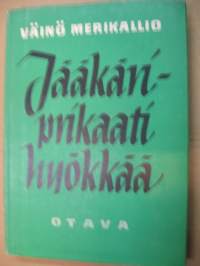 VÄINÖ MERIKALLIO
Jääkäri-
prikaati
hyökkää
OTAVA